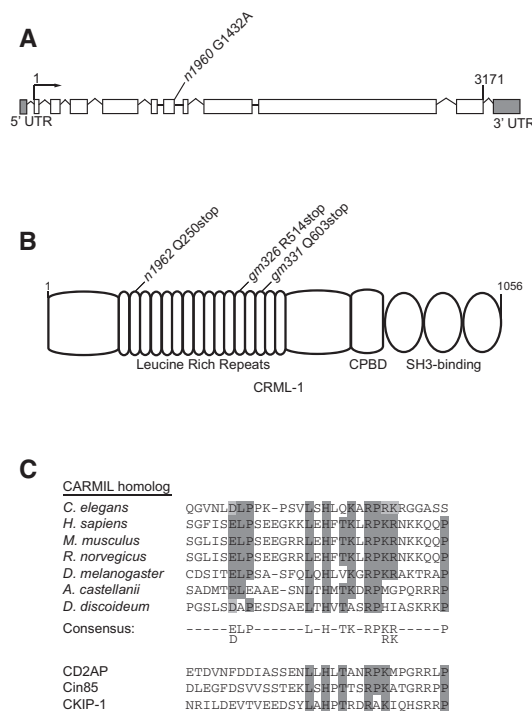 A
n1960 G1432A
1
3171
5' UTR
3' UTR
B
n1962 Q250stop
gm326 R514stop
gm331 Q603stop
1
1056
Leucine Rich Repeats
CPBD
SH3-binding
CRML-1
C
CARMIL homolog
C. elegans QGVNLDLPPK-PSVLSHLQKARPRKRGGASS
H. sapiens SGFISELPSEEGKKLEHFTKLRPKRNKKQQP
M. musculus SGLISELPSEEGRRLEHFTKLRPKRNKKQQP
R. norvegicus SGLISELPSEEGRRLEHFTKLRPKRNKKQQP
D. melanogaster CDSITELPSA-SFQLQHLVKGRPKRAKTRAP
A. castellanii SADMTELEAAE-SALTHMTKDRPMGPQRRRP
D. discoideum PGSLSDAPESDSAELTHVTASRPHIASKRKP
Consensus: -----ELP-------L-H-TK-RPKR-----P
D RK
CD2AP ETDVNFDDIASSENLLHLTANRPKMPGRRLP
Cin85 DLEGFDSVVSSTEKLSHPTTSRPKATGRRPP
CKIP-1 NRILDEVTVEEDSYLAHPTRDRAKIQHSRRP